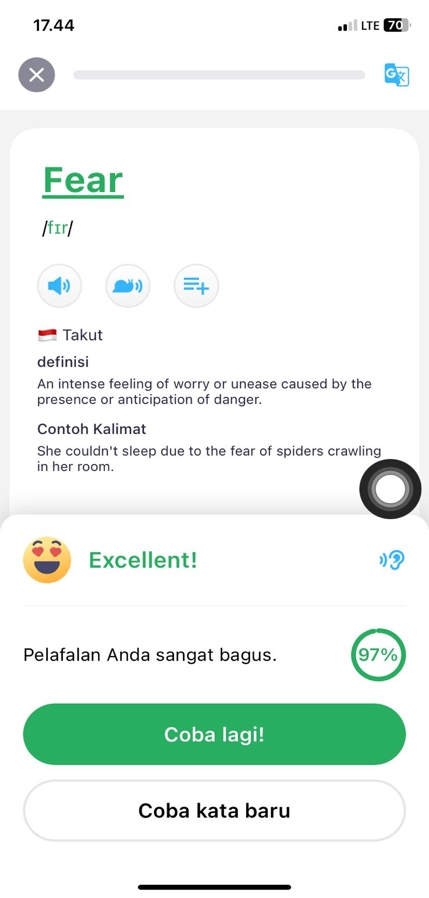 17.44
LTE 70
Fear
/fɪr/
Takut
definisi
An intense feeling of worry or unease caused by the
presence or anticipation of danger.
Contoh Kalimat
She couldn't sleep due to the fear of spiders crawling
in her room.
Excellent!
Pelafalan Anda sangat bagus.
97%
Coba lagi!
Coba kata baru